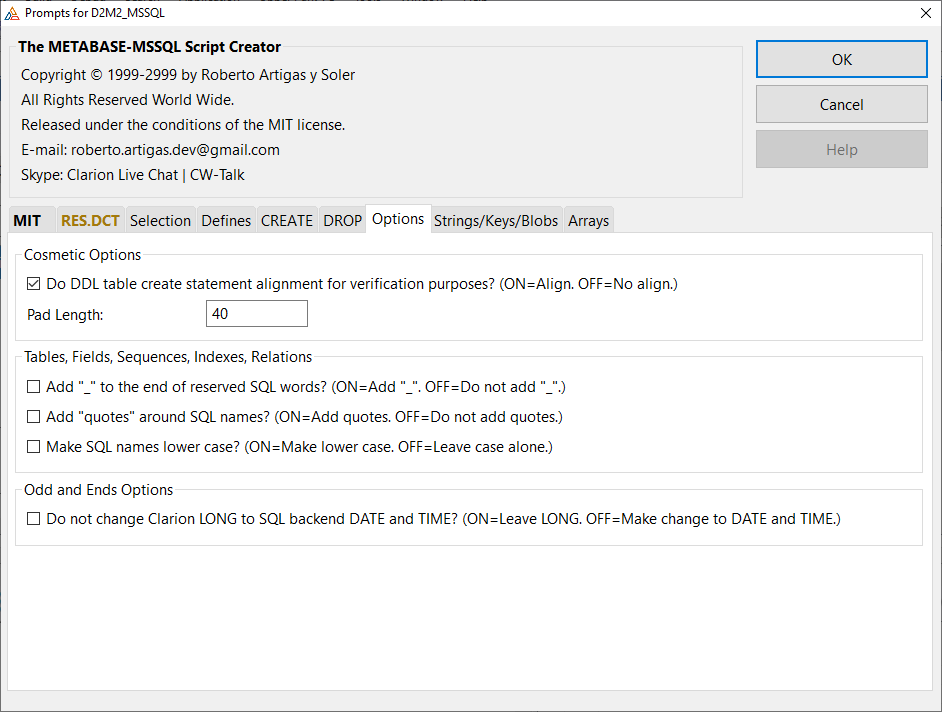 Prompts for D2M2_MSSQL
The METABASE-MSSQL Script Creator
Copyright © 1999-2999 by Roberto Artigas y Soler
All Rights Reserved World Wide.
Released under the conditions of the MIT license.
E-mail: roberto.artigas.dev@gmail.com
Skype: Clarion Live Chat | CW-Talk
OK
Cancel
Help
MIT RES.DCT Selection Defines CREATE DROP Options Strings/Keys/Blobs Arrays
Cosmetic Options
Do DDL table create statement alignment for verification purposes? (ON=Align. OFF=No align.)
Pad Length: 40
Tables, Fields, Sequences, Indexes, Relations
Add "_" to the end of reserved SQL words? (ON=Add "_". OFF=Do not add "_".)
Add "quotes" around SQL names? (ON=Add quotes. OFF=Do not add quotes.)
Make SQL names lower case? (ON=Make lower case. OFF=Leave case alone.)
Odd and Ends Options
Do not change Clarion LONG to SQL backend DATE and TIME? (ON=Leave LONG. OFF=Make change to DATE and TIME.)